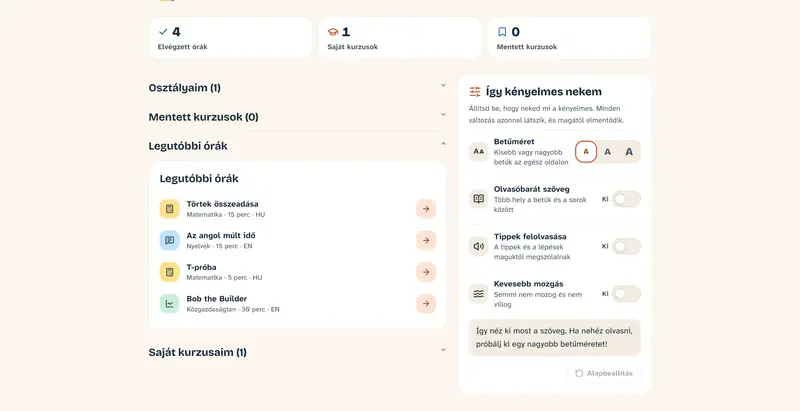 4
Elvégzett órák
1
Saját kurzusok
0
Mentett kurzusok
Osztályaim (1)
Mentett kurzusok (0)
Legutóbbi órák
Legutóbbi órák
Törtek összeadása
Matematika · 15 perc · HU
Az angol múlt idő
Nyelvek · 15 perc · EN
T-próba
Matematika · 5 perc · HU
Bob the Builder
Közgazdaságtan · 30 perc · EN
Saját kurzusaim (1)
Így kényelmes nekem
Állítsd be, hogy neked mi a kényelmes. Minden
változás azonnal látszik, és magától elmentődik.
AA
Betűméret
Kisebb vagy nagyobb
betűk az egész oldalon
A A A
Olvasóbarát szöveg
Több hely a betűk és a sorok
között
Ki
Tippek felolvasása
A tippek és a lépések
maguktól megszólalnak
Ki
Kevesebb mozgás
Semmi nem mozog és nem
villog
Ki
Így néz ki most a szöveg. Ha nehéz olvasni,
próbálj ki egy nagyobb betűméretet!
Alapbeállítás